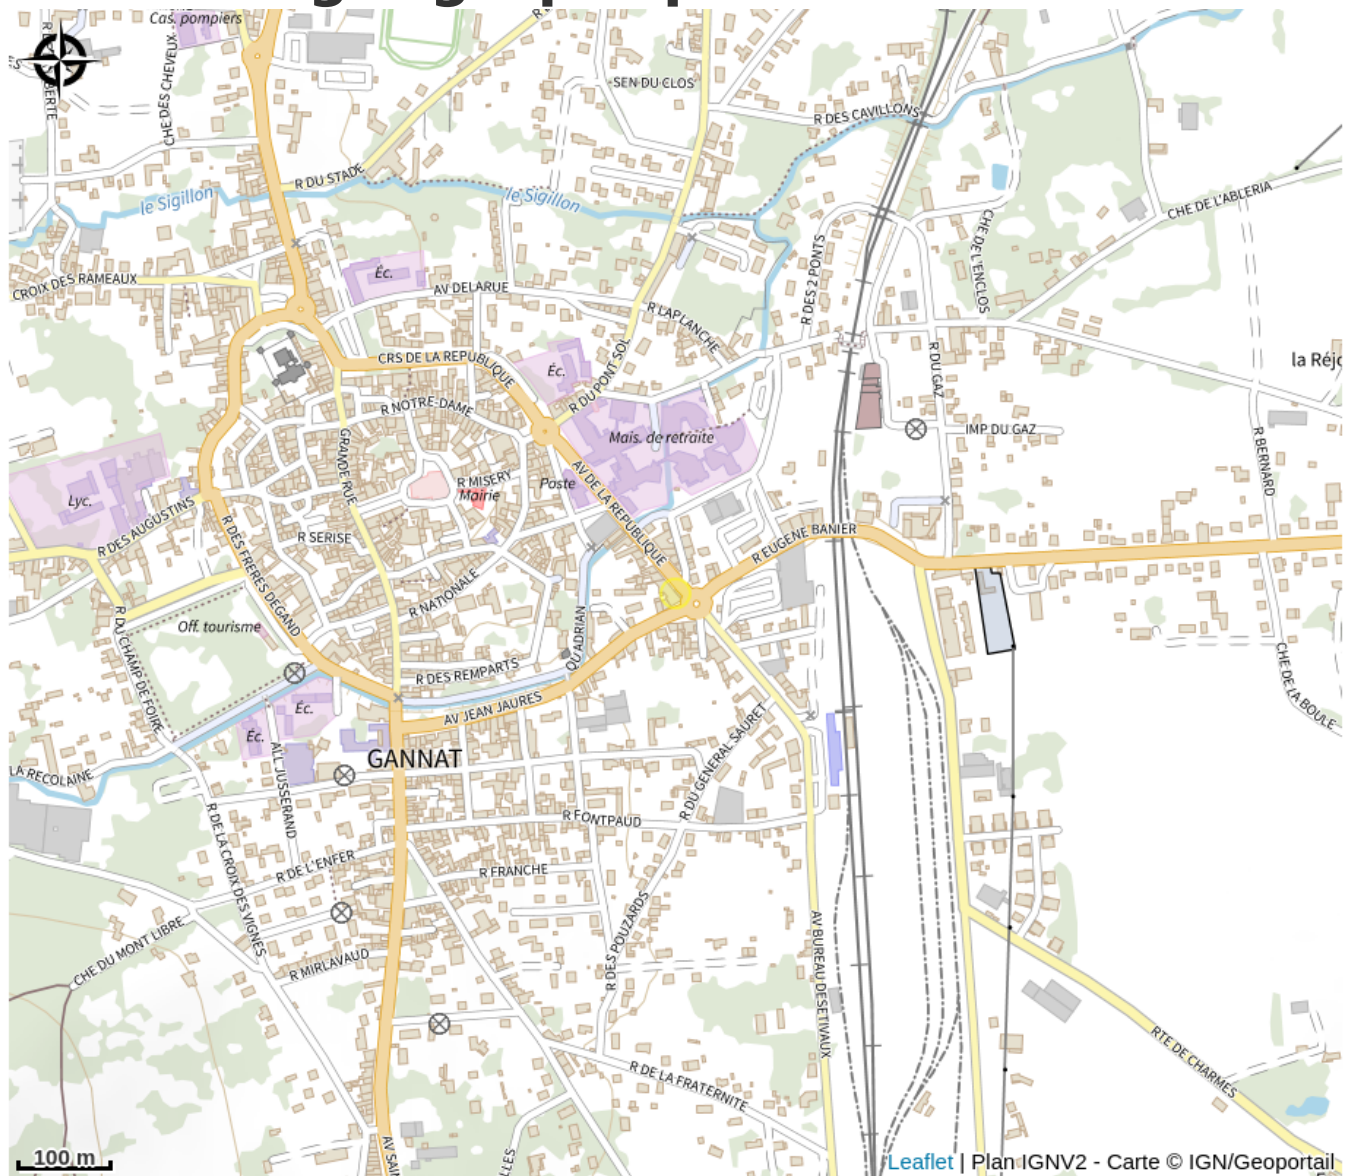 Cas. pompiers
CHE DES CHEVEUX
SEN DU CLOS
R DES CAVILLONS
R DU STADE
le Sigillon
le Sigillon
CHE DE L'ABLERIA
CHE DE L'ENCLOS
R DES 2 PONTS
CROIX DES RAMEAUX
Éc.
AV DELARUE
R LAPLANCHE
CRS DE LA REPUBLIQUE
Éc.
R DU PONT SOL
R DU GAZ
la Réjo
R NOTRE-DAME
GRANDE RUE
Mais. de retraite
IMP DU GAZ
R BERNARD
R MISERY
Mairie
Poste
AV DE LA REPUBLIQUE
Lyc.
R DES AUGUSTINS
R SERISE
R EUGENE BANIER
R DES FRERES DEGAND
R NATIONALE
QU ADRIAN
Off. tourisme
R DU CHAMP DE FOIRE
R DES REMPARTS
CHE DE LA BOULE
AV JEAN JAURES
Éc.
Éc.
GANNAT
R DU GENERAL SAURET
LA RECOLAINE
ALL JUSSERAND
R FONTPAUD
R DE LA CROIX DES VIGNES
R DE L'ENFER
R FRANCHE
CHE DU MONT LIBRE
R DES POUZARDS
AV BUREAU DESETIVAUX
R MIRLAVAUD
RTE DE CHARMES
R DE LA FRATERNITE
AV SAIN
LLES
100 m
Leaflet | Plan IGNV2 - Carte © IGN/Geoportail